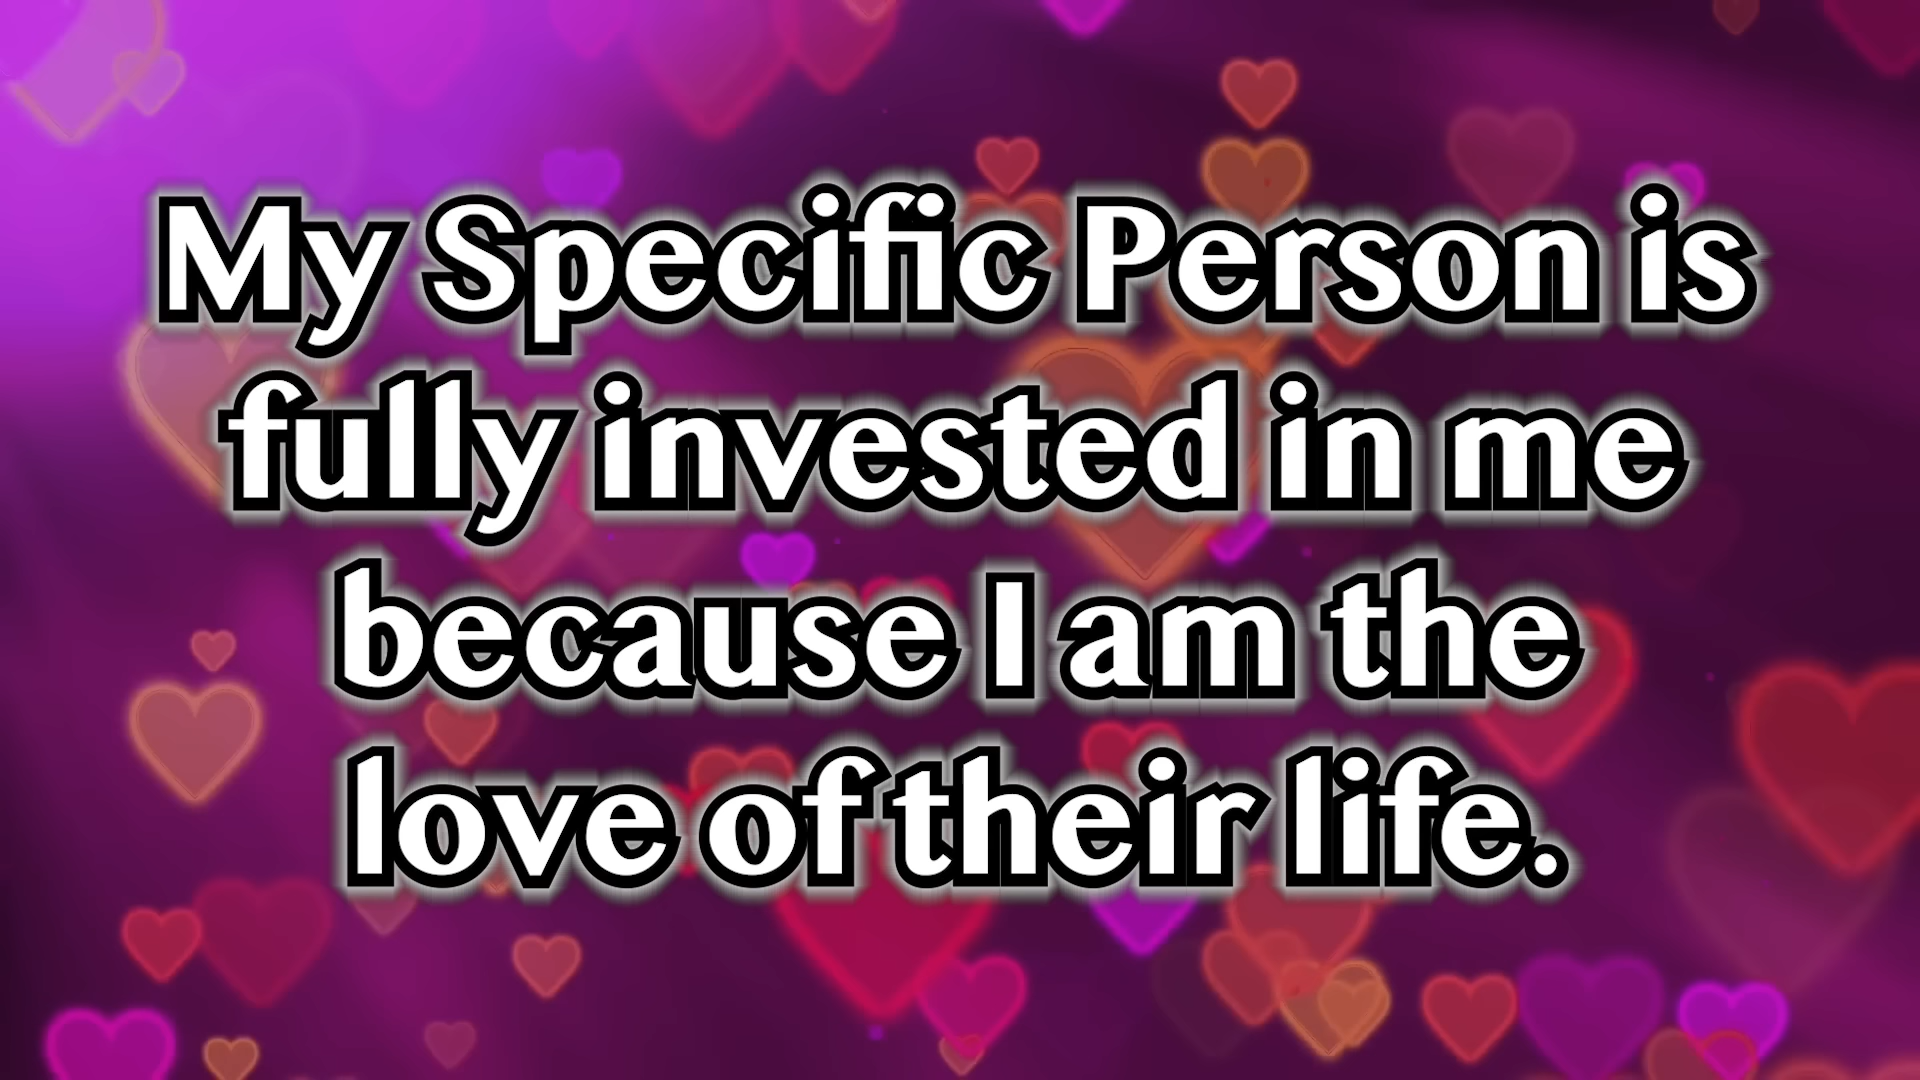 My Specific Person is
fully invested in me
because I am the
love of their life.